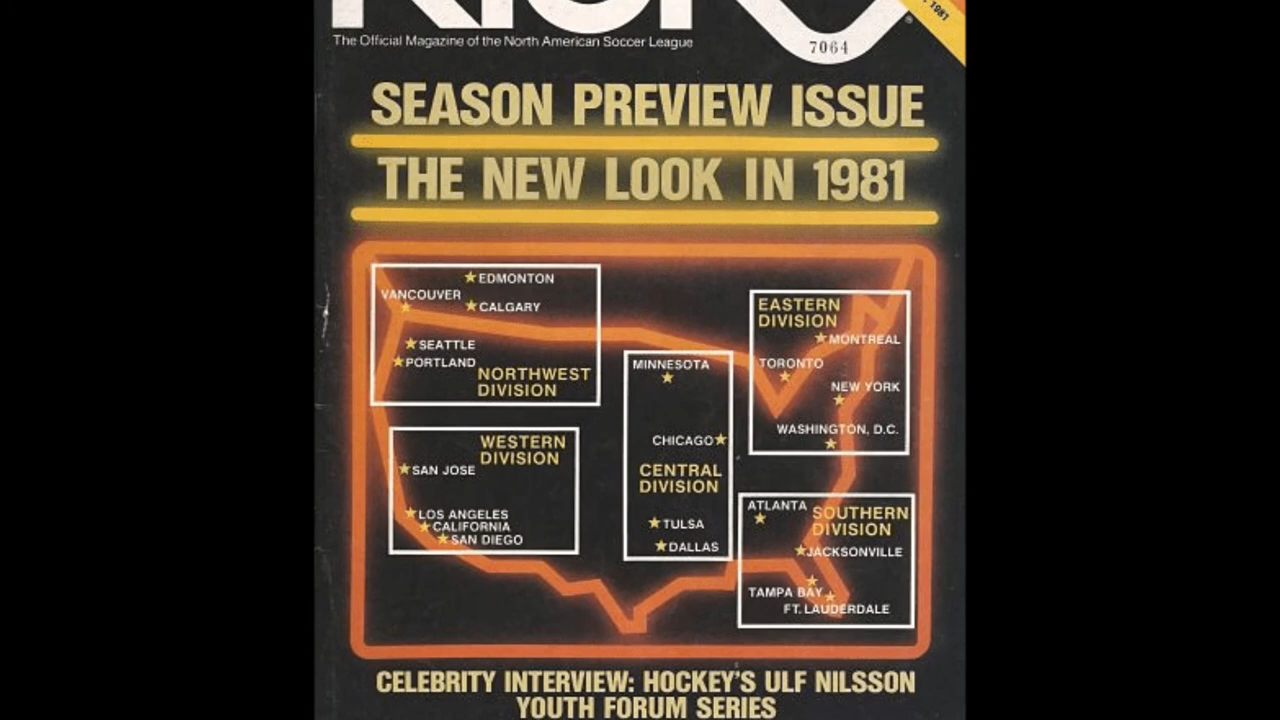 The Official Magazine of the North American Soccer League
7064
1981
SEASON PREVIEW ISSUE
THE NEW LOOK IN 1981
EDMONTON
VANCOUVER
CALGARY
SEATTLE
PORTLAND
NORTHWEST
DIVISION
WESTERN
DIVISION
SAN JOSE
LOS ANGELES
CALIFORNIA
SAN DIEGO
MINNESOTA
CHICAGO
CENTRAL
DIVISION
TULSA
DALLAS
EASTERN
DIVISION
MONTREAL
TORONTO
NEW YORK
WASHINGTON, D.C.
ATLANTA
SOUTHERN
DIVISION
JACKSONVILLE
TAMPA BAY
FT. LAUDERDALE
CELEBRITY INTERVIEW: HOCKEY'S ULF NILSSON
YOUTH FORUM SERIES